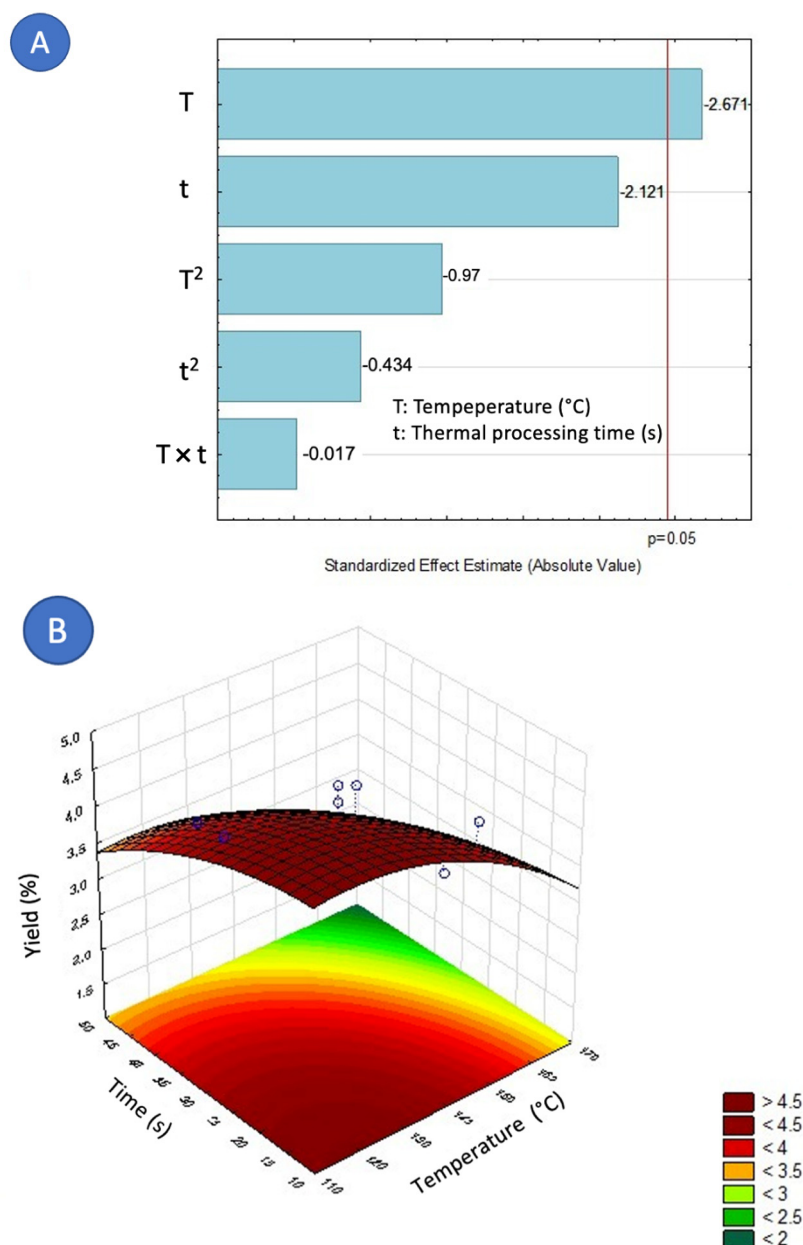 A
T
-2.671
t
-2.121
T²
-0.97
t²
-0.434
T: Tempeperature (°C)
t: Thermal processing time (s)
T × t
-0.017
p=0.05
Standardized Effect Estimate (Absolute Value)
B
5.0
4.5
4.0
3.5
3.0
2.5
2.0
1.5
Yield (%)
50
45
40
35
30
25
20
15
10
Time (s)
110
120
130
150
160
170
Temperature (°C)
> 4.5
< 4.5
< 4
< 3.5
< 3
< 2.5
< 2